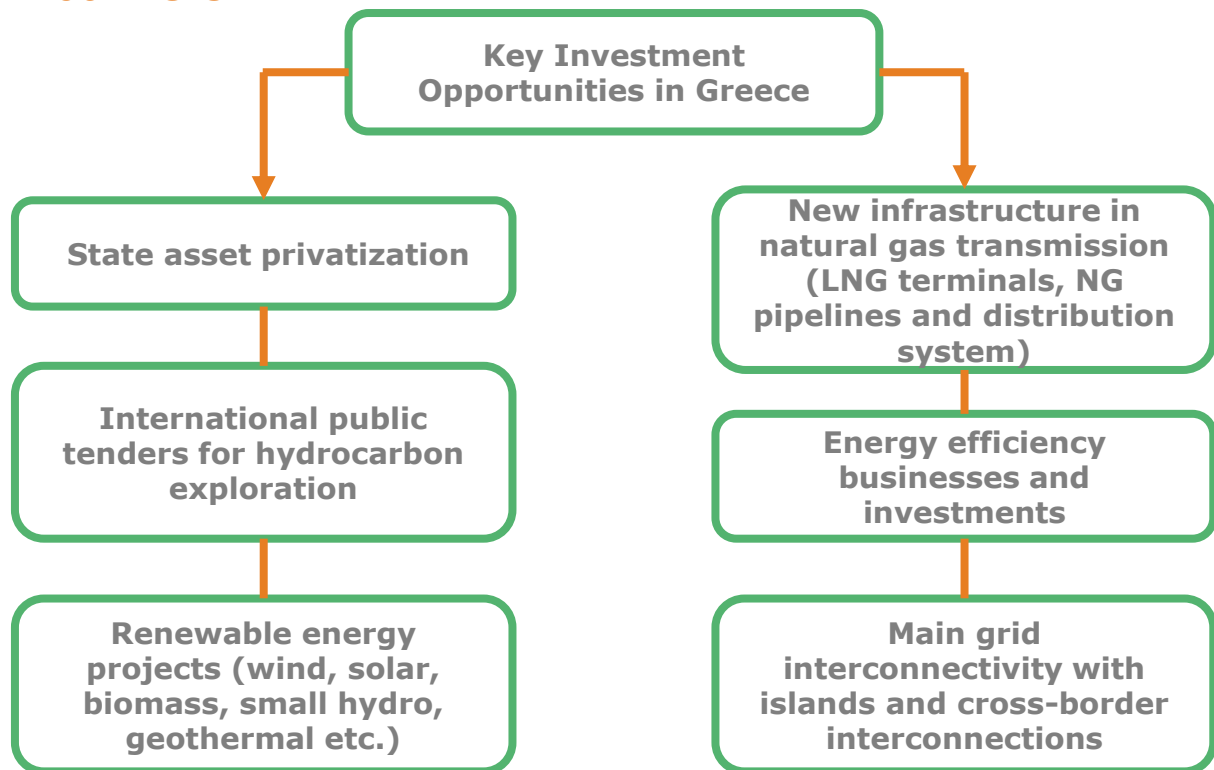 Key Investment
Opportunities in Greece
State asset privatization
International public
tenders for hydrocarbon
exploration
Renewable energy
projects (wind, solar,
biomass, small hydro,
geothermal etc.)
New infrastructure in
natural gas transmission
(LNG terminals, NG
pipelines and distribution
system)
Energy efficiency
businesses and
investments
Main grid
interconnectivity with
islands and cross-border
interconnections